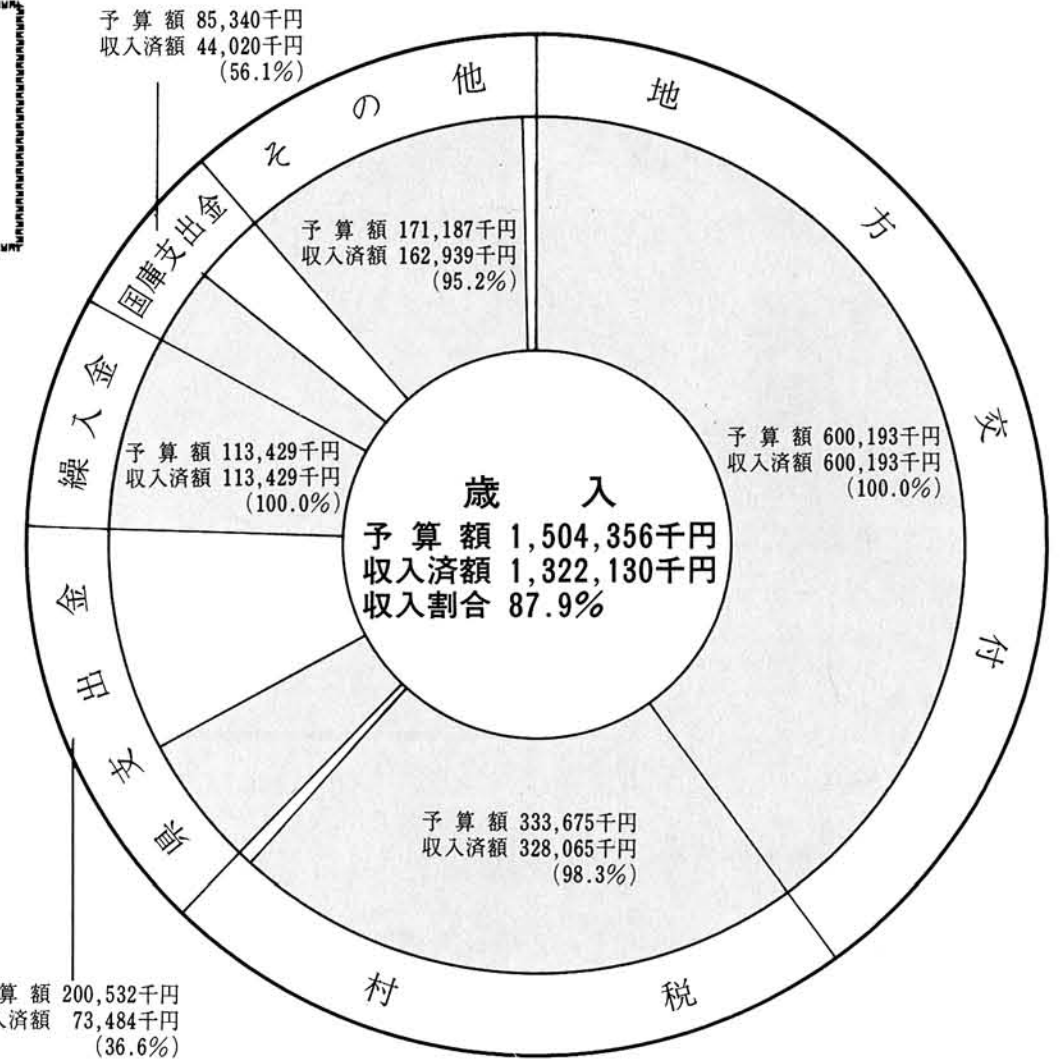 予算額 85,340千円
収入済額 44,020千円
(56.1%)
その他
地方交付
国庫支出金
予算額 171,187千円
収入済額 162,939千円
(95.2%)
繰入金
予算額 113,429千円
収入済額 113,429千円
(100.0%)
予算額 600,193千円
収入済額 600,193千円
(100.0%)
歳入
予算額 1,504,356千円
収入済額 1,322,130千円
収入割合 87.9%
県支出金
予算額 333,675千円
収入済額 328,065千円
(98.3%)
村税
算額 200,532千円
済額 73,484千円
(36.6%)